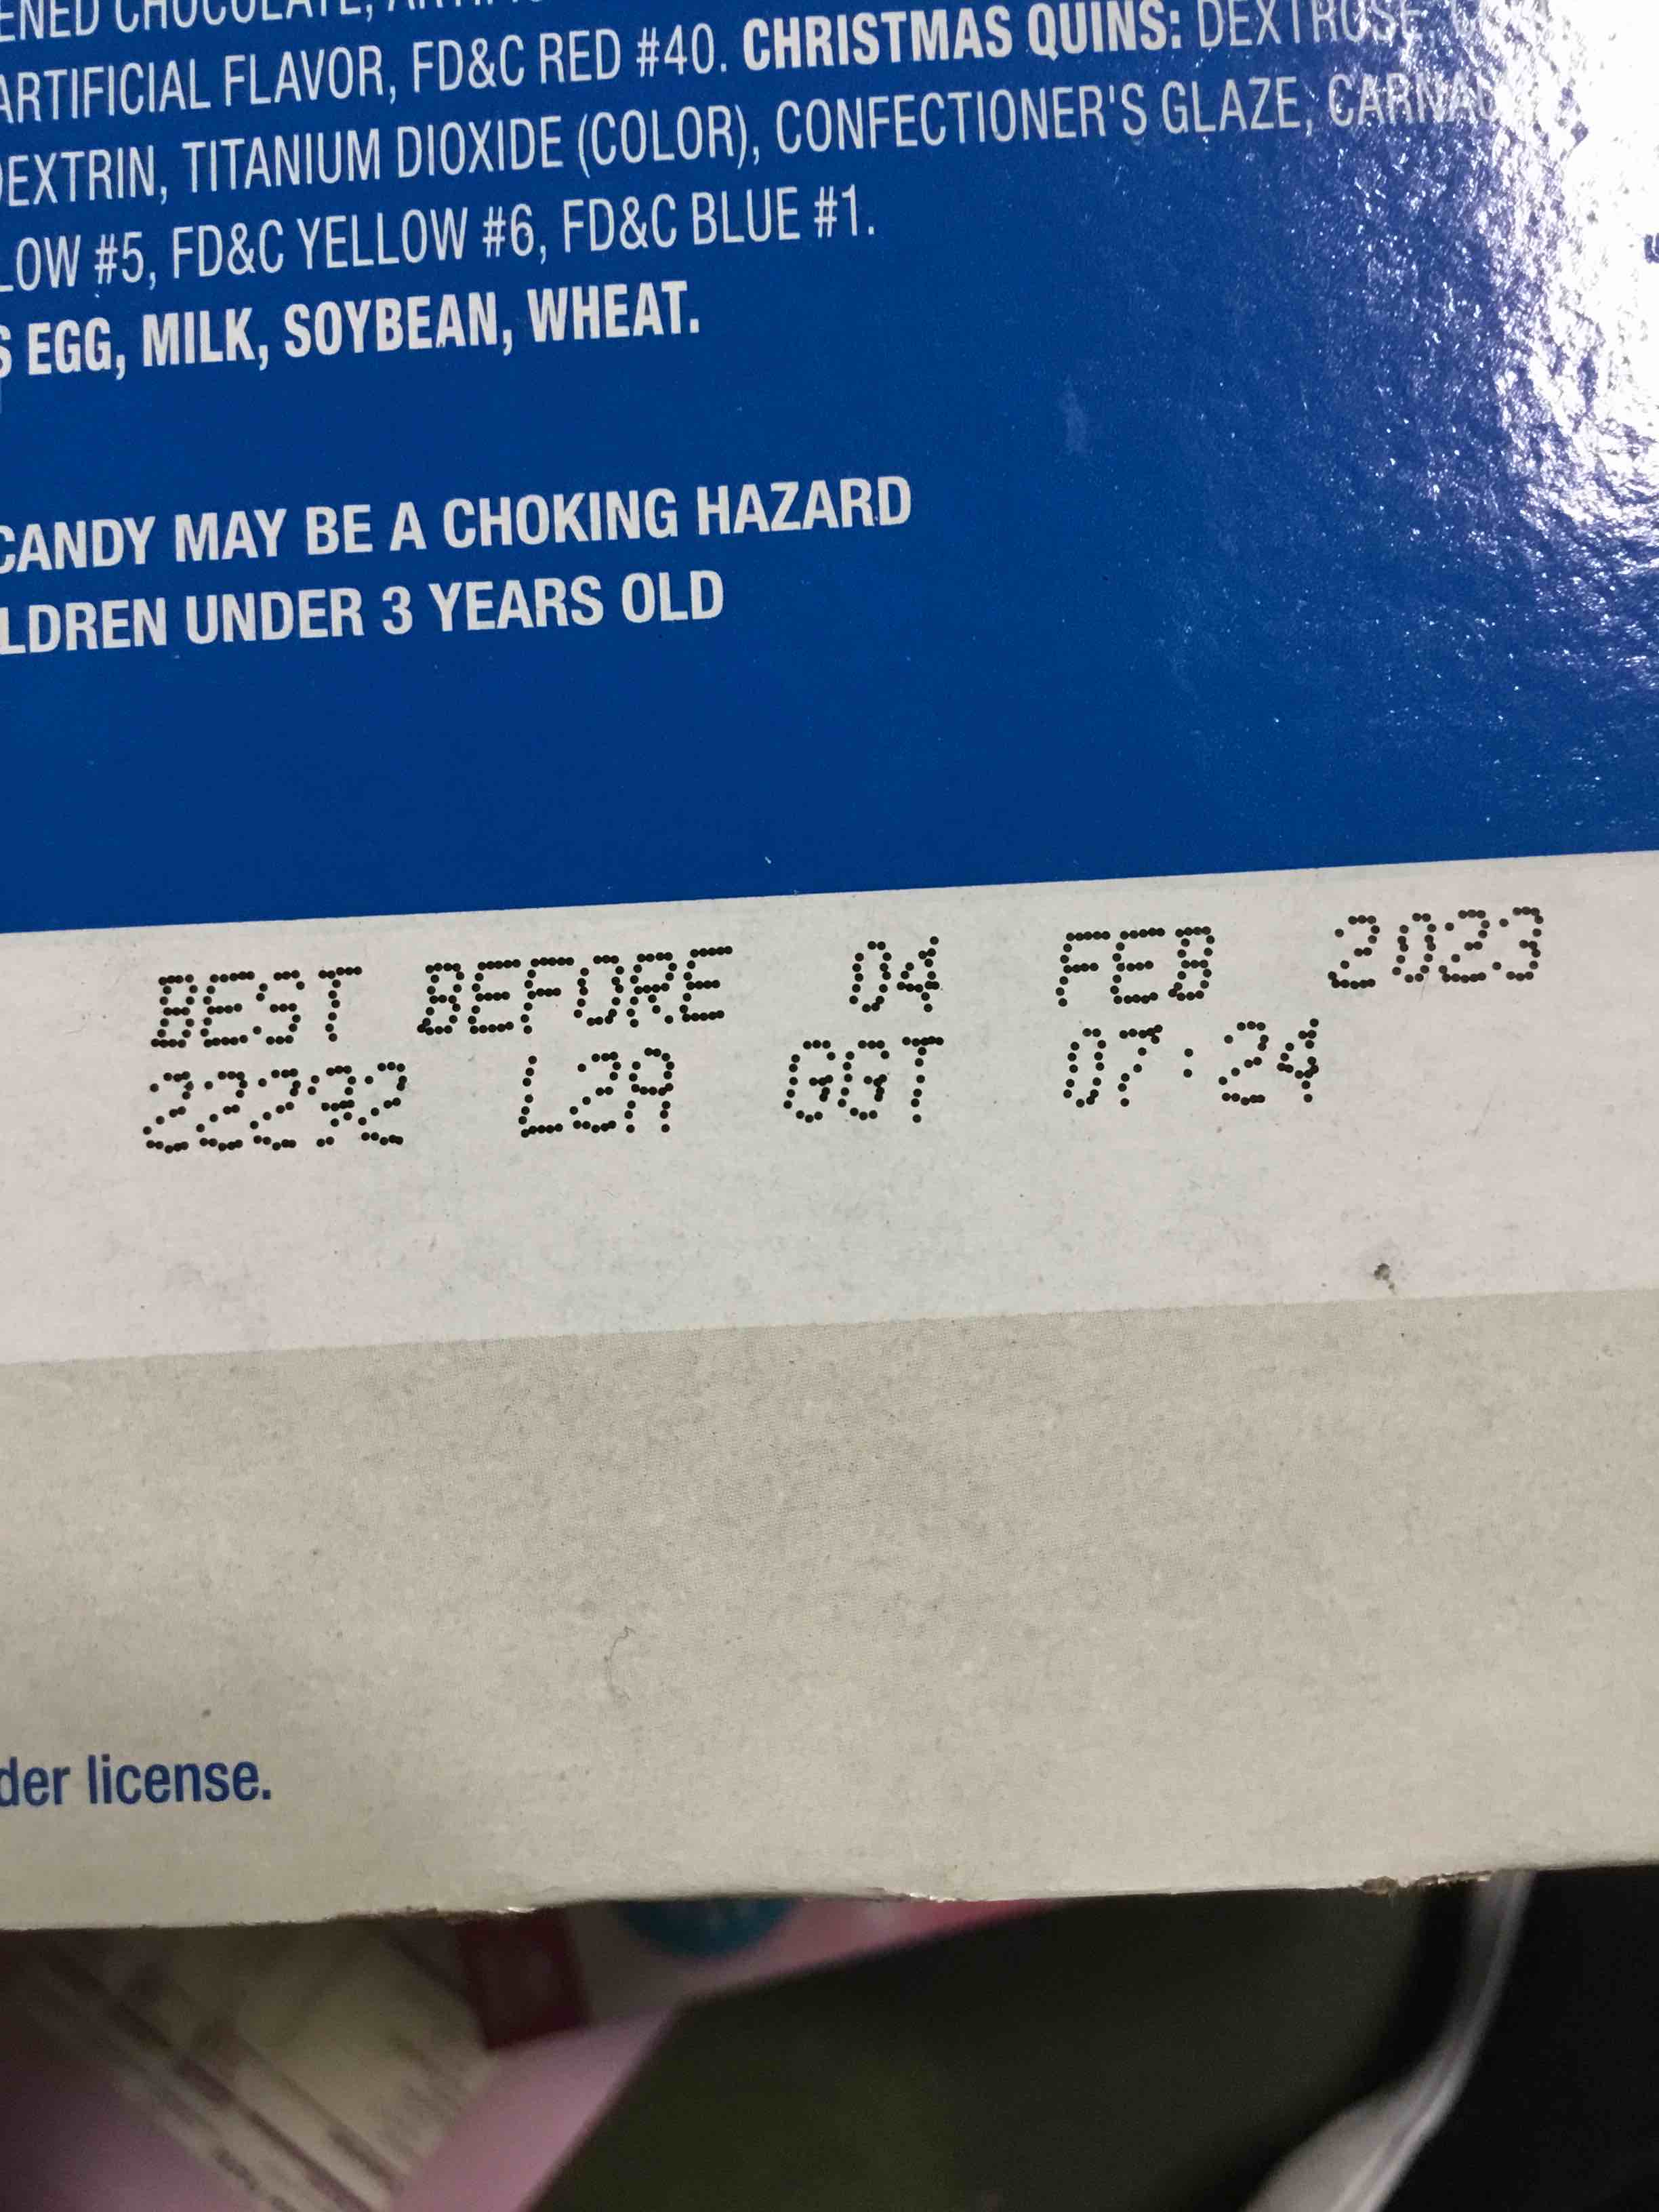 ARTIFICIAL FLAVOR, FD&C RED #40. CHRISTMAS QUINS: DEXTROSE,
DEXTRIN, TITANIUM DIOXIDE (COLOR), CONFECTIONER'S GLAZE,
LOW #5, FD&C YELLOW #6, FD&C BLUE #1.
S EGG, MILK, SOYBEAN, WHEAT.
CANDY MAY BE A CHOKING HAZARD
LDREN UNDER 3 YEARS OLD
BEST BEFORE 04 FEB 2023
L2A GGT 07:24
der license.